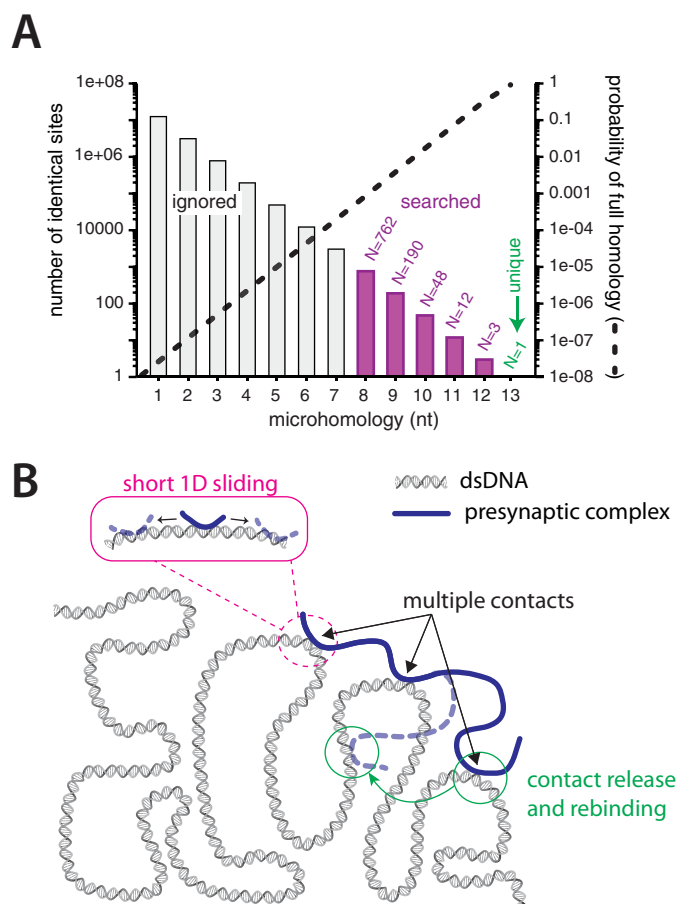 A
1e+08
1e+06
10000
100
1
number of identical sites
ignored
searched
N=762
N=190
N=48
N=12
N=3
N=1
unique
1
0.1
0.01
0.001
1e-04
1e-05
1e-06
1e-07
1e-08
probability of full homology (---)
1 2 3 4 5 6 7 8 9 10 11 12 13
microhomology (nt)
B
short 1D sliding
dsDNA
presynaptic complex
multiple contacts
contact release
and rebinding